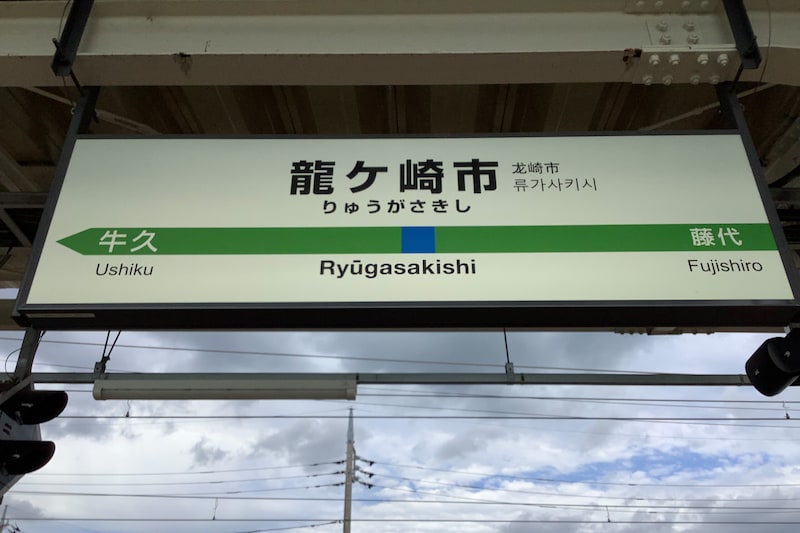 龍ケ崎市
龙崎市
류가사키시
りゅうがさきし
牛久
藤代
Ushiku
Ryūgasakishi
Fujishiro